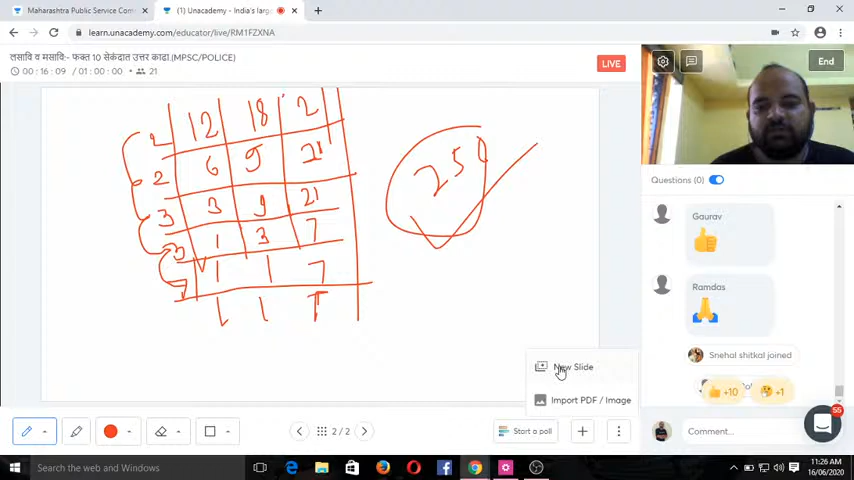 Maharashtra Public Service Com
(1) Unacademy - India's larg
learn.unacademy.com/educator/live/RM1FZXNA
लसावि व मसावि:- फक्त 10 सेकंदात उत्तर काढा.(MPSC/POLICE)
00 : 16 : 09 / 01 : 00 : 00 • 21
LIVE
End
2 12 18 2
2 6 9 21
3 3 9 21
3 1 3 7
7 1 1 7
1 1 1
25
Questions (0)
Gaurav
Ramdas
Snehal shitkal joined
+10
+1
New Slide
Import PDF / Image
2 / 2
Start a poll
Comment...
55
Search the web and Windows
11:26 AM
16/06/2020